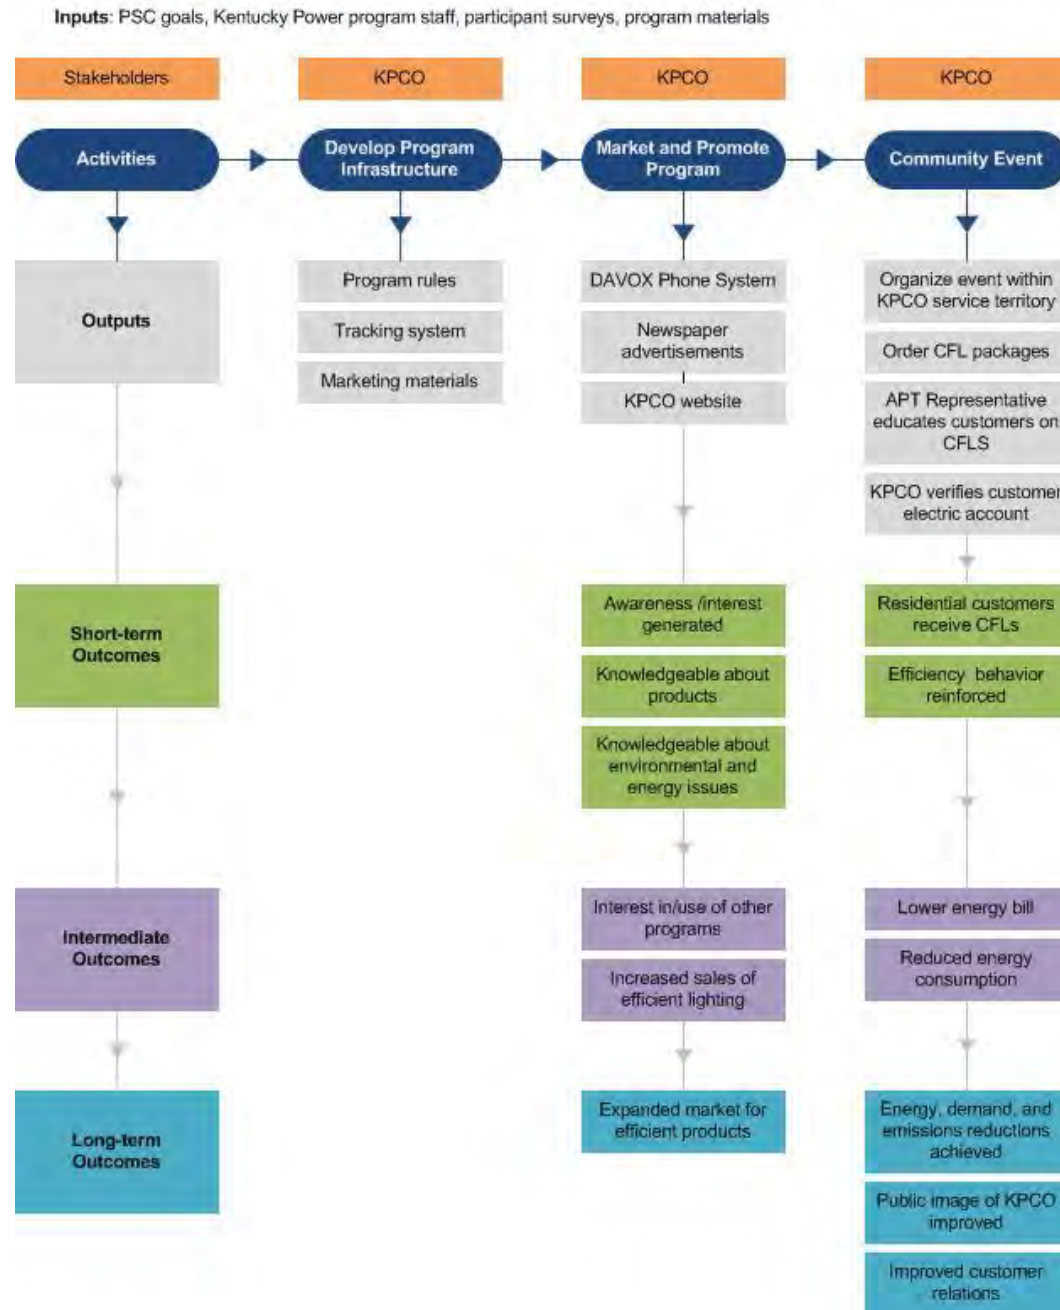 Inputs: PSC goals, Kentucky Power program staff, participant surveys, program materials
Stakeholders
KPCO
KPCO
KPCO
Activities
Develop Program
Infrastructure
Market and Promote
Program
Community Event
Outputs
Program rules
Tracking system
Marketing materials
DAVOX Phone System
Newspaper
advertisements
KPCO website
Organize event within
KPCO service territory
Order CFL packages
APT Representative
educates customers on
CFLS
KPCO verifies customer
electric account
Short-term
Outcomes
Awareness /interest
generated
Knowledgeable about
products
Knowledgeable about
environmental and
energy issues
Residential customers
receive CFLs
Efficiency behavior
reinforced
Intermediate
Outcomes
Interest in/use of other
programs
Increased sales of
efficient lighting
Lower energy bill
Reduced energy
consumption
Long-term
Outcomes
Expanded market for
efficient products
Energy, demand, and
emissions reductions
achieved
Public image of KPCO
improved
Improved customer
relations